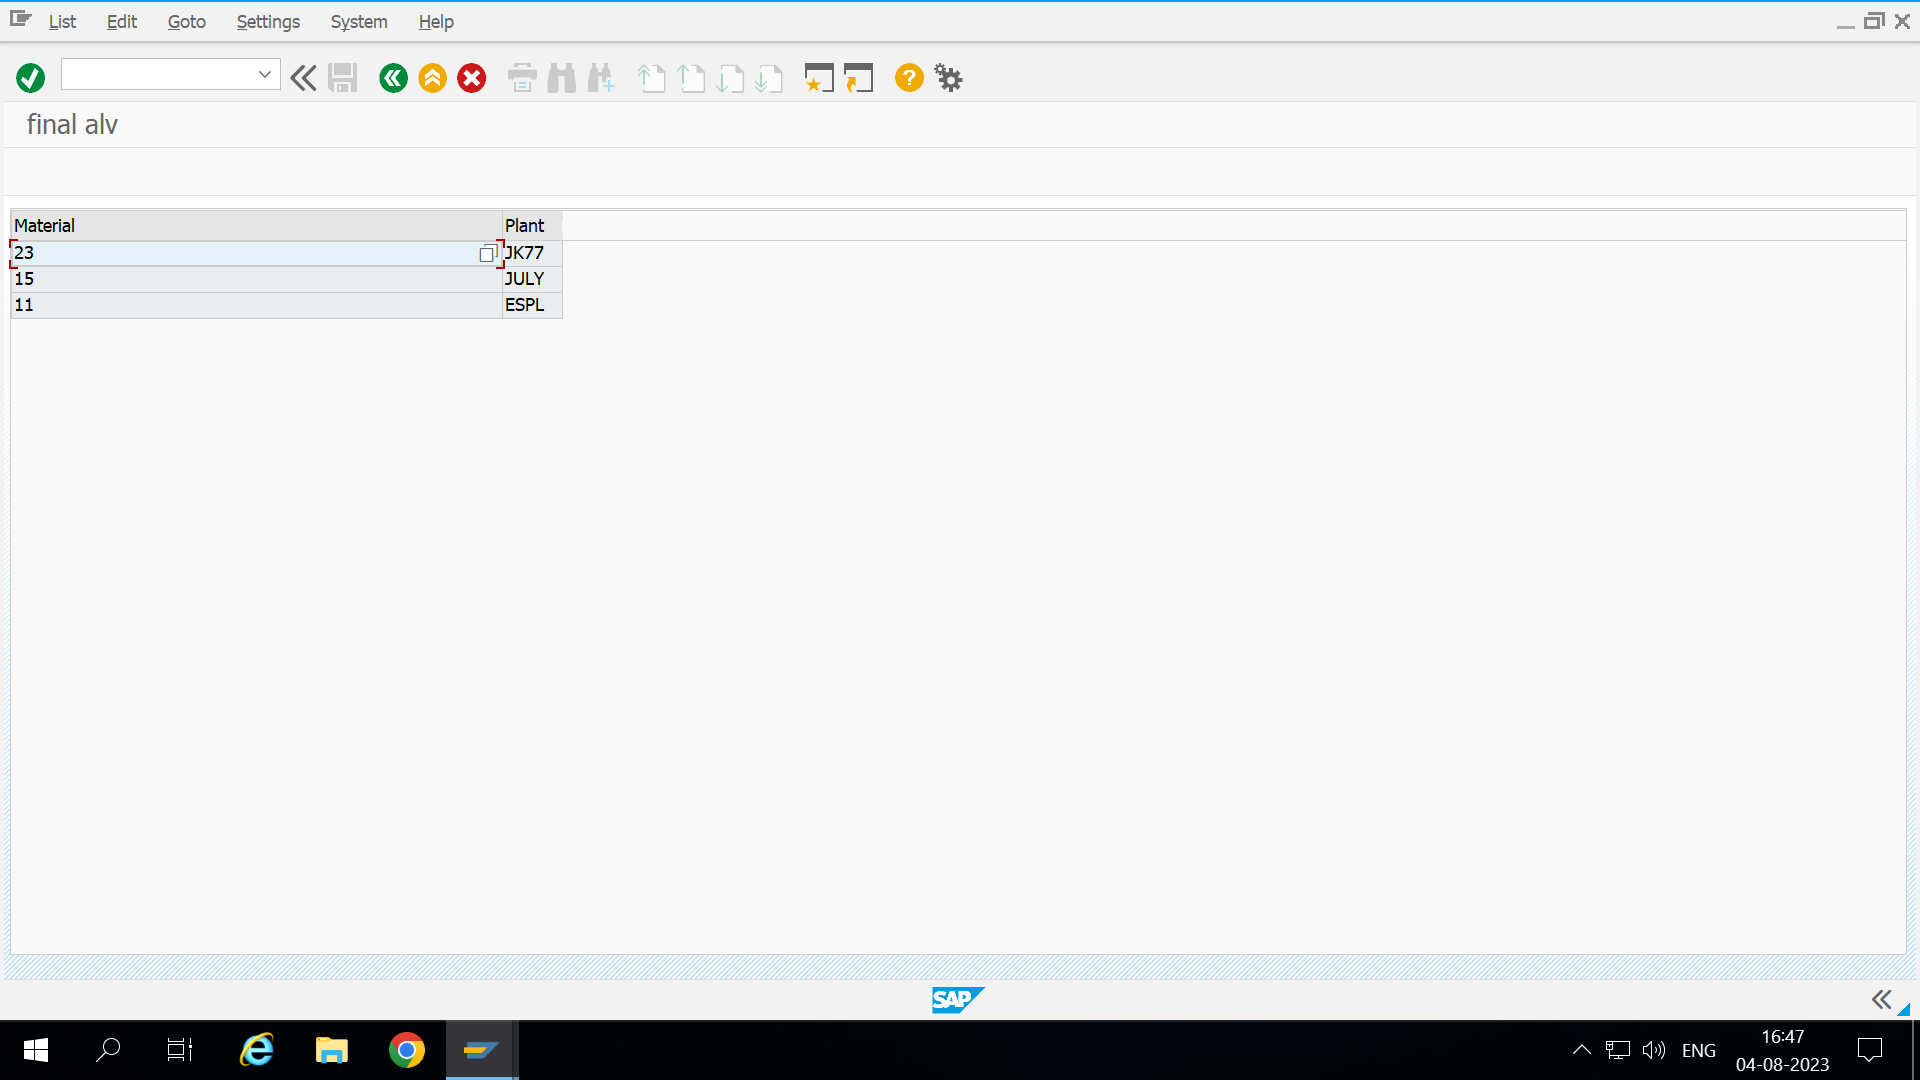 List Edit Goto Settings System Help
final alv
Material Plant
23 JK77
15 JULY
11 ESPL
SAP
ENG
16:47
04-08-2023